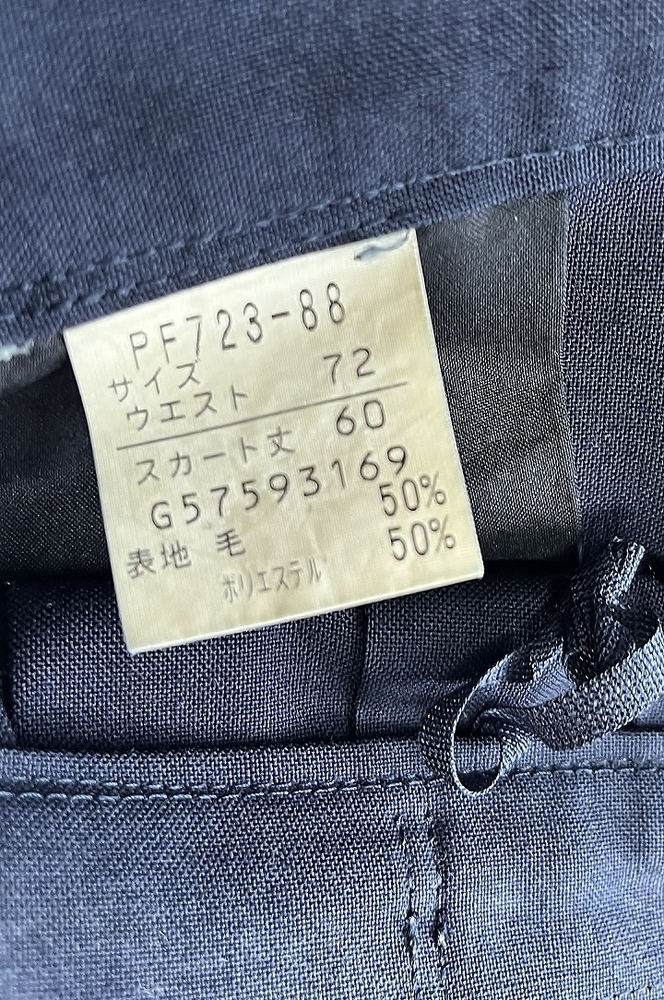 PF723-88
サイズ
ウエスト 72
スカート丈 60
G57593169
表地 毛 50%
ポリエステル 50%